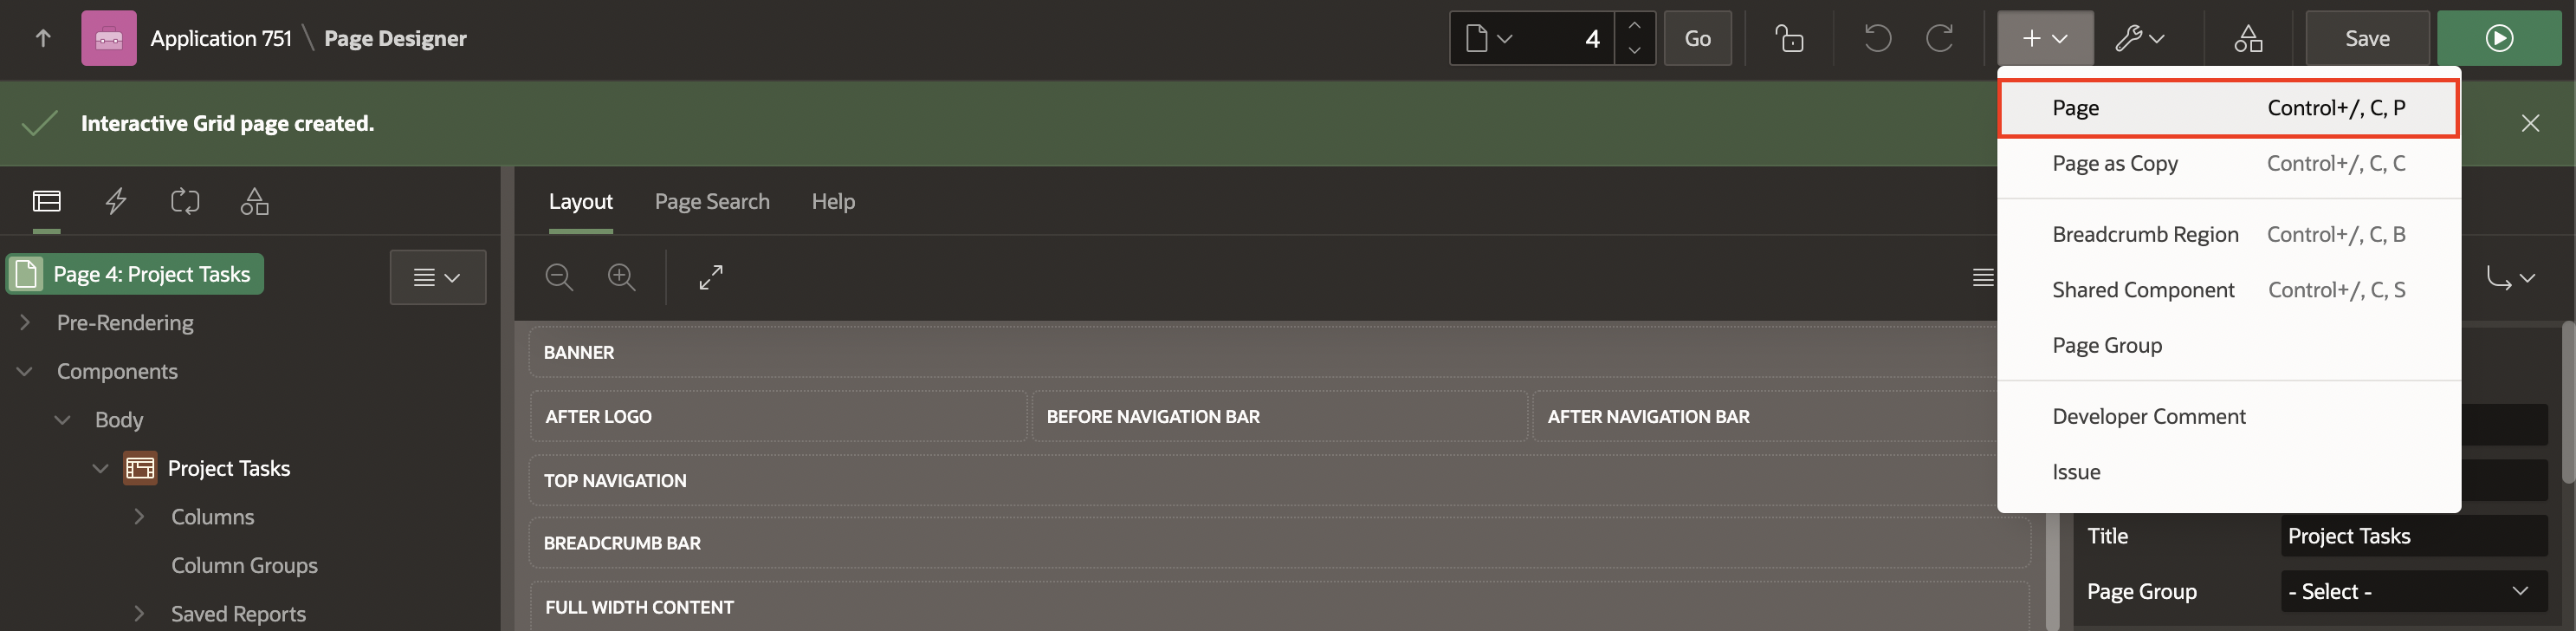 Application 751 \ Page Designer
4
Go
Save
Interactive Grid page created.
Page Control+/, C, P
Page as Copy Control+/, C, C
Breadcrumb Region Control+/, C, B
Shared Component Control+/, C, S
Page Group
Developer Comment
Issue
Layout Page Search Help
Page 4: Project Tasks
Pre-Rendering
Components
Body
Project Tasks
Columns
Column Groups
Saved Reports
BANNER
AFTER LOGO BEFORE NAVIGATION BAR AFTER NAVIGATION BAR
TOP NAVIGATION
BREADCRUMB BAR
FULL WIDTH CONTENT
Title Project Tasks
Page Group - Select -